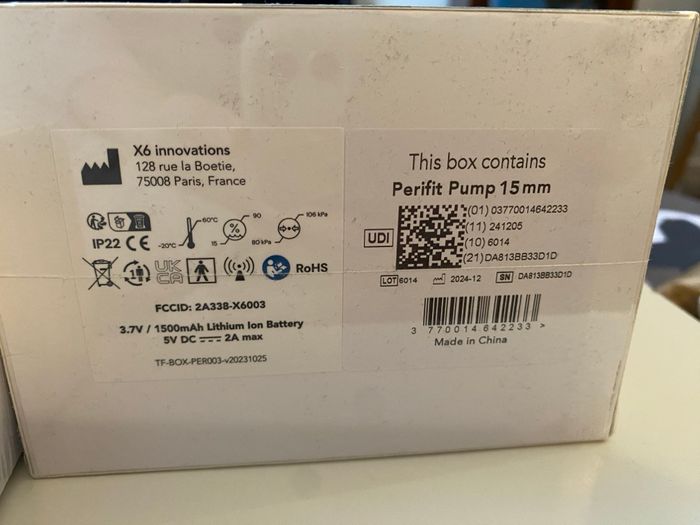 X6 innovations
128 rue la Boetie,
75008 Paris, France
60°C
-20°C
90
%
15
106 kPa
80 kPa
IP22 CE
UK
CA
RoHS
FCCID: 2A338-X6003
3.7V / 1500mAh Lithium Ion Battery
5V DC 2A max
TF-BOX-PER003-v20231025
This box contains
Perifit Pump 15mm
UDI
(01) 03770014642233
(11) 241205
(10) 6014
(21) DA813BB33D1D
LOT 6014
2024-12
SN DA813BB33D1D
3 770014 642233 >
Made in China